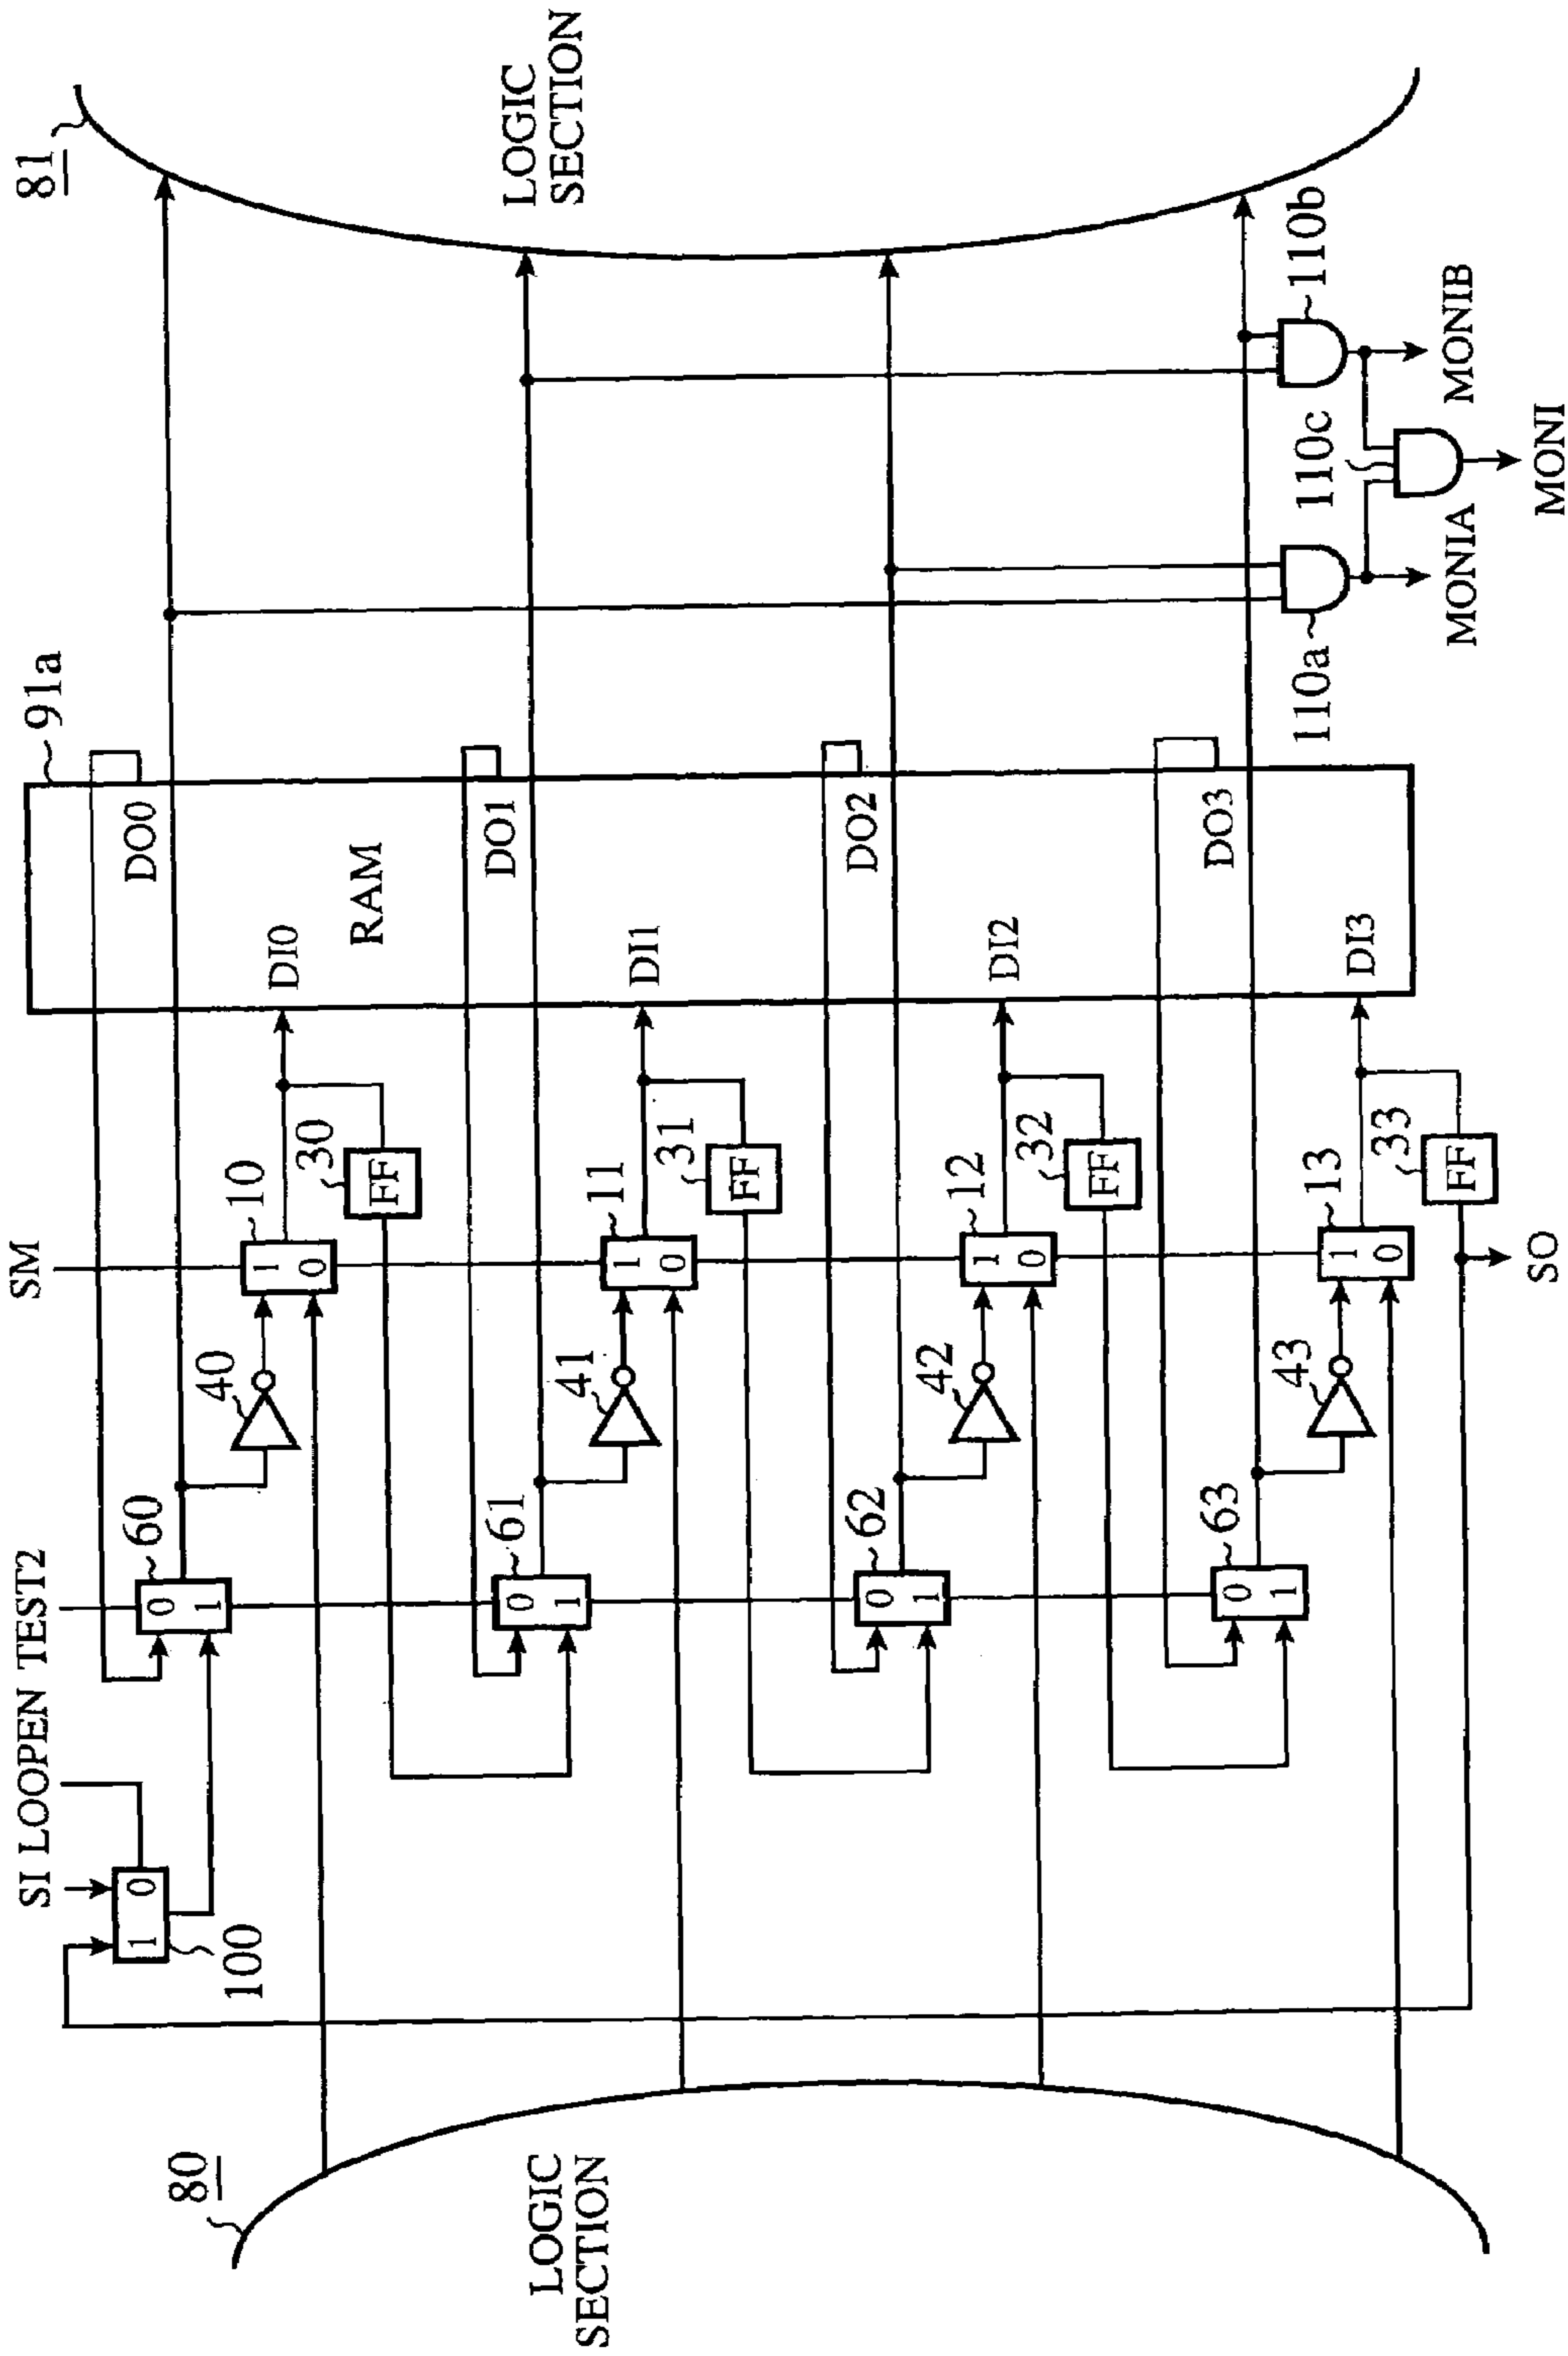 81
LOGIC
SECTION
91a
110b
MONIB
110c
MONI
110a
MONIA
DO0
RAM
DO1
DO2
DO3
DI0
DI1
DI2
DI3
SM
10
30
FF
1
0
11
31
FF
1
0
12
32
FF
1
0
13
33
FF
1
0
SO
40
41
42
43
SI LOOPEN TEST2
60
0
1
61
0
1
62
0
1
63
0
1
1
0
100
80
LOGIC
SECTION